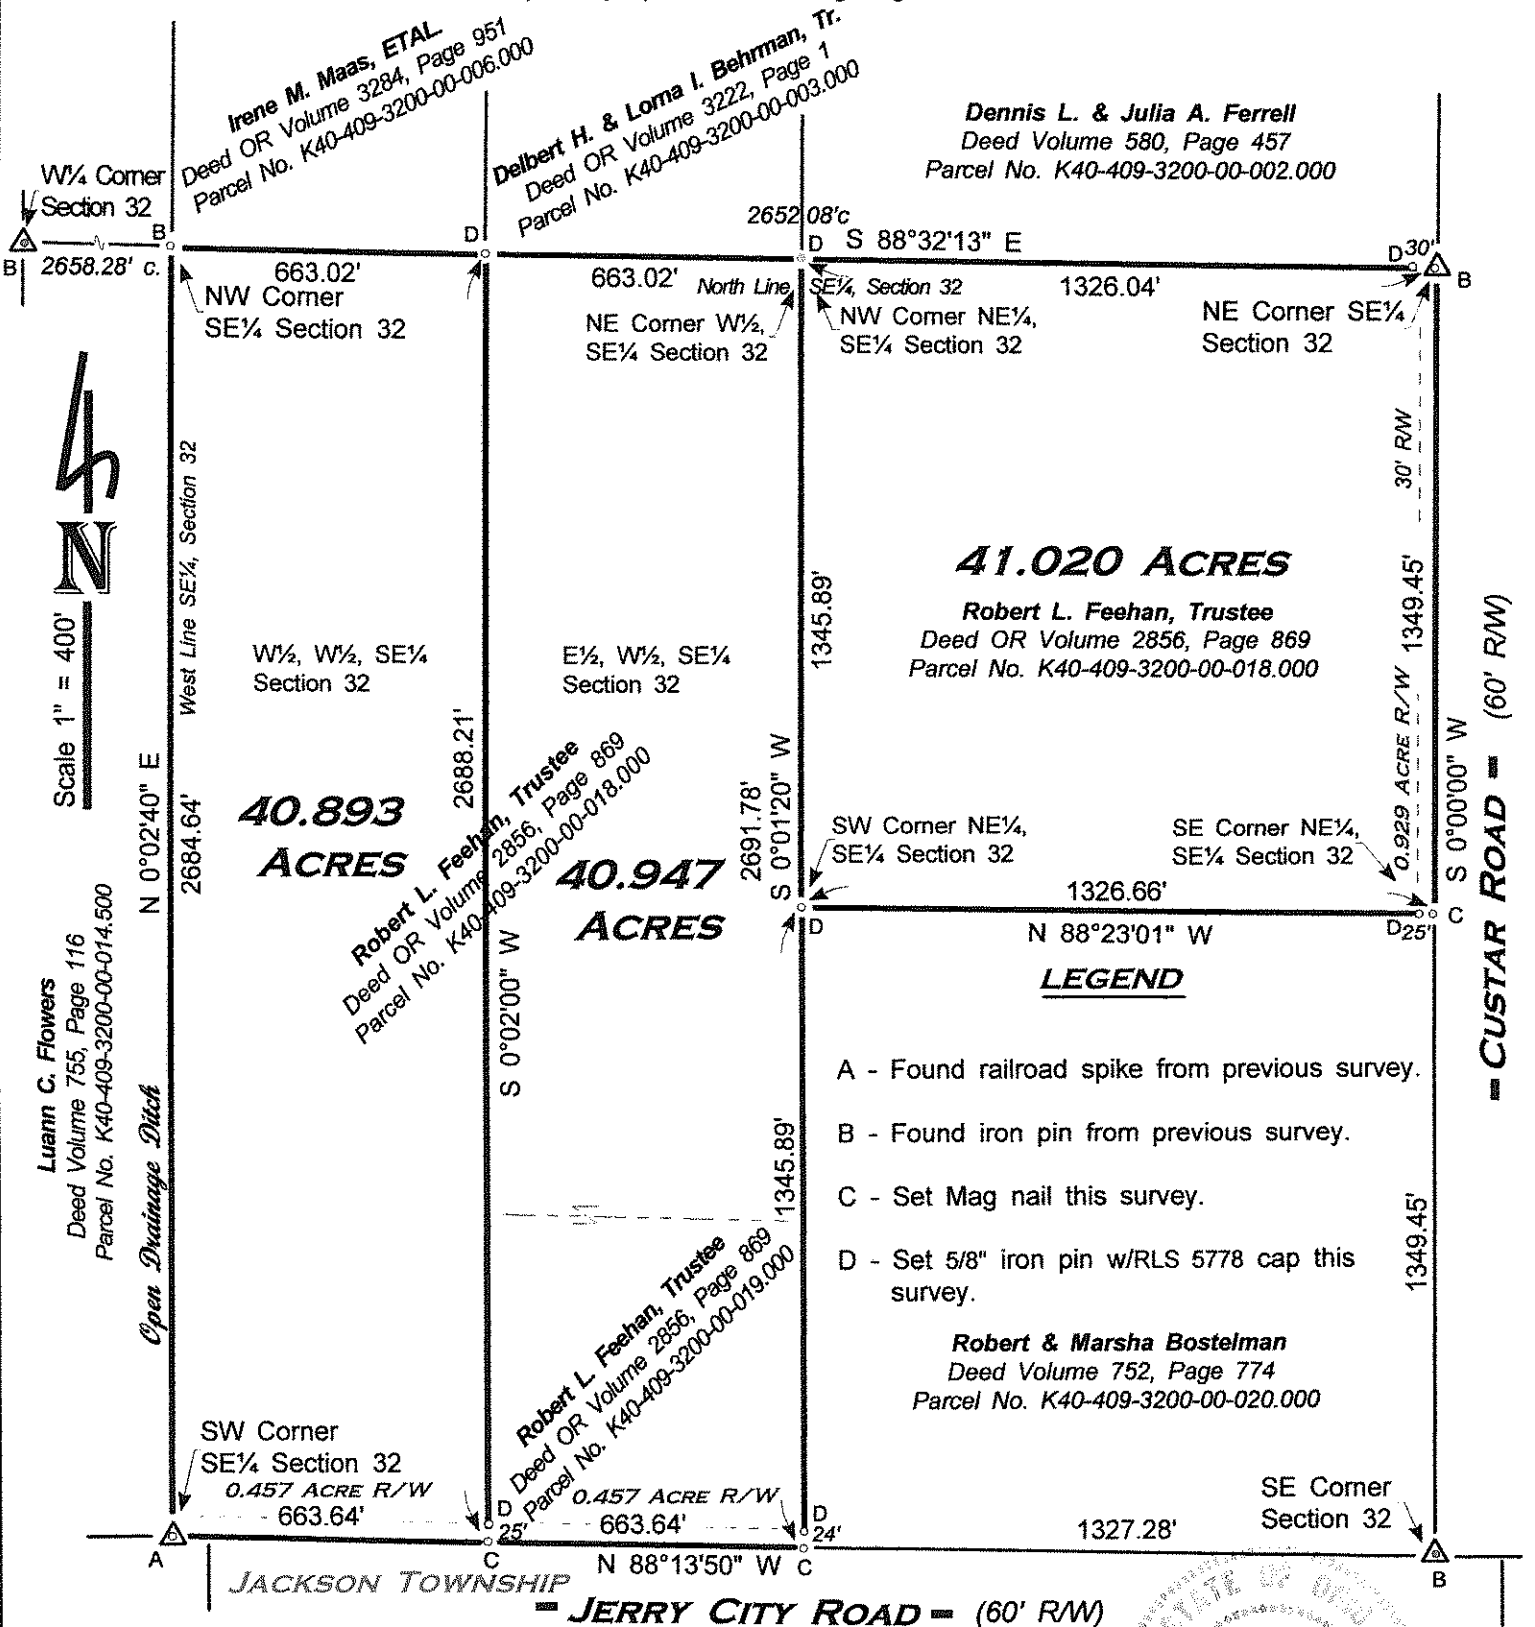 Irene M. Maas, ETAL
Deed OR Volume 3284, Page 951
Parcel No. K40-409-3200-00-006.000
Delbert H. & Lorna I. Behrman, Tr.
Deed OR Volume 3222, Page 1
Parcel No. K40-409-3200-00-003.000
Dennis L. & Julia A. Ferrell
Deed Volume 580, Page 457
Parcel No. K40-409-3200-00-002.000
W¼ Corner
Section 32
B
B
2658.28' c.
D
2652.08'c
D
S 88°32'13" E
D
30'
B
663.02'
663.02'
North Line SE¼, Section 32
1326.04'
NW Corner
SE¼ Section 32
NE Corner W½,
SE¼ Section 32
NW Corner NE¼,
SE¼ Section 32
NE Corner SE¼
Section 32
N
Scale 1" = 400'
West Line SE¼, Section 32
N 0°02'40" E
2684.64'
W½, W½, SE¼
Section 32
E½, W½, SE¼
Section 32
2688.21'
1345.89'
30' R/W
41.020 ACRES
Robert L. Feehan, Trustee
Deed OR Volume 2856, Page 869
Parcel No. K40-409-3200-00-018.000
1349.45'
0.929 ACRE R/W
S 0°00'00" W
- CUSTAR ROAD - (60' R/W)
40.893
ACRES
Robert L. Feehan, Trustee
Deed OR Volume 2856, Page 869
Parcel No. K40-409-3200-00-018.000
40.947
ACRES
2691.78'
S 0°01'20" W
SW Corner NE¼,
SE¼ Section 32
SE Corner NE¼,
SE¼ Section 32
1326.66'
D
N 88°23'01" W
D
25'
C
S 0°02'00" W
Luann C. Flowers
Deed Volume 755, Page 116
Parcel No. K40-409-3200-00-014.500
Open Drainage Ditch
LEGEND
A - Found railroad spike from previous survey.
B - Found iron pin from previous survey.
C - Set Mag nail this survey.
D - Set 5/8" iron pin w/RLS 5778 cap this
survey.
1345.89'
1349.45'
Robert L. Feehan, Trustee
Deed OR Volume 2856, Page 869
Parcel No. K40-409-3200-00-019.000
Robert & Marsha Bostelman
Deed Volume 752, Page 774
Parcel No. K40-409-3200-00-020.000
SW Corner
SE¼ Section 32
0.457 ACRE R/W
663.64'
D
25'
0.457 ACRE R/W
663.64'
D
24'
1327.28'
SE Corner
Section 32
A
C
N 88°13'50" W
C
B
JACKSON TOWNSHIP
- JERRY CITY ROAD - (60' R/W)
STATE OF OHIO